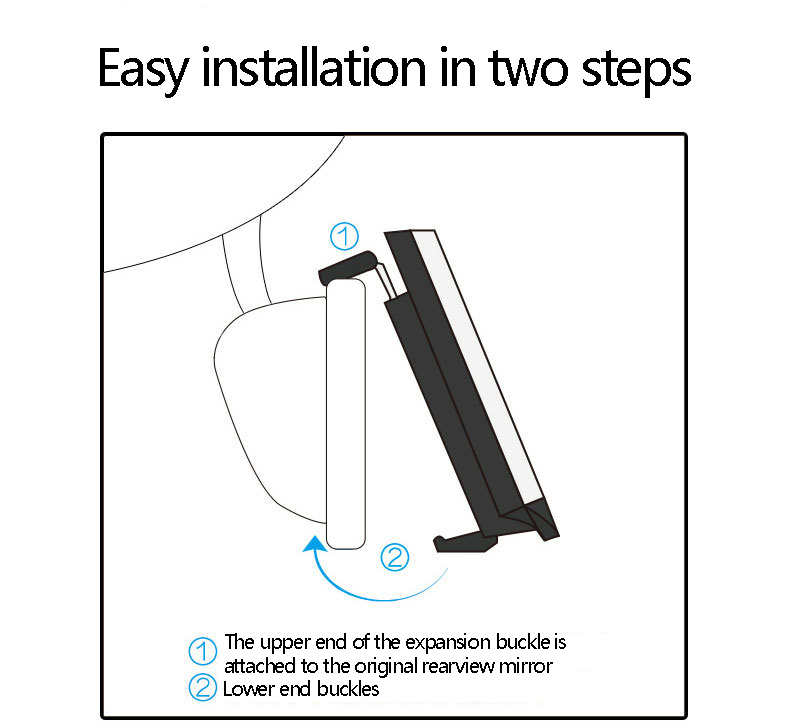 Easy installation in two steps
①
②
① The upper end of the expansion buckle is
attached to the original rearview mirror
② Lower end buckles